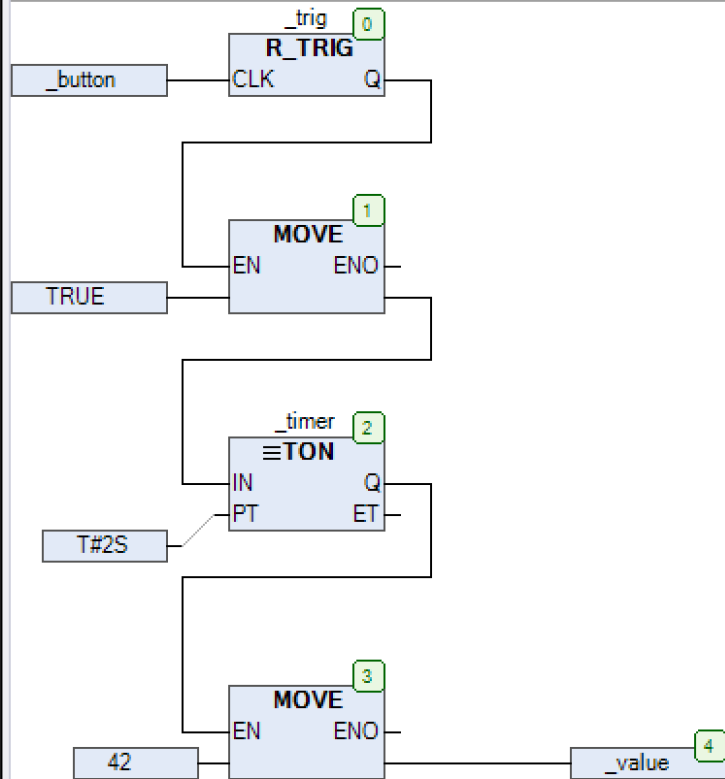 _trig 0
R_TRIG
_button CLK Q
1
MOVE
EN ENO
TRUE
_timer 2
TON
IN Q
PT ET
T#2S
3
MOVE
EN ENO
4
42 _value